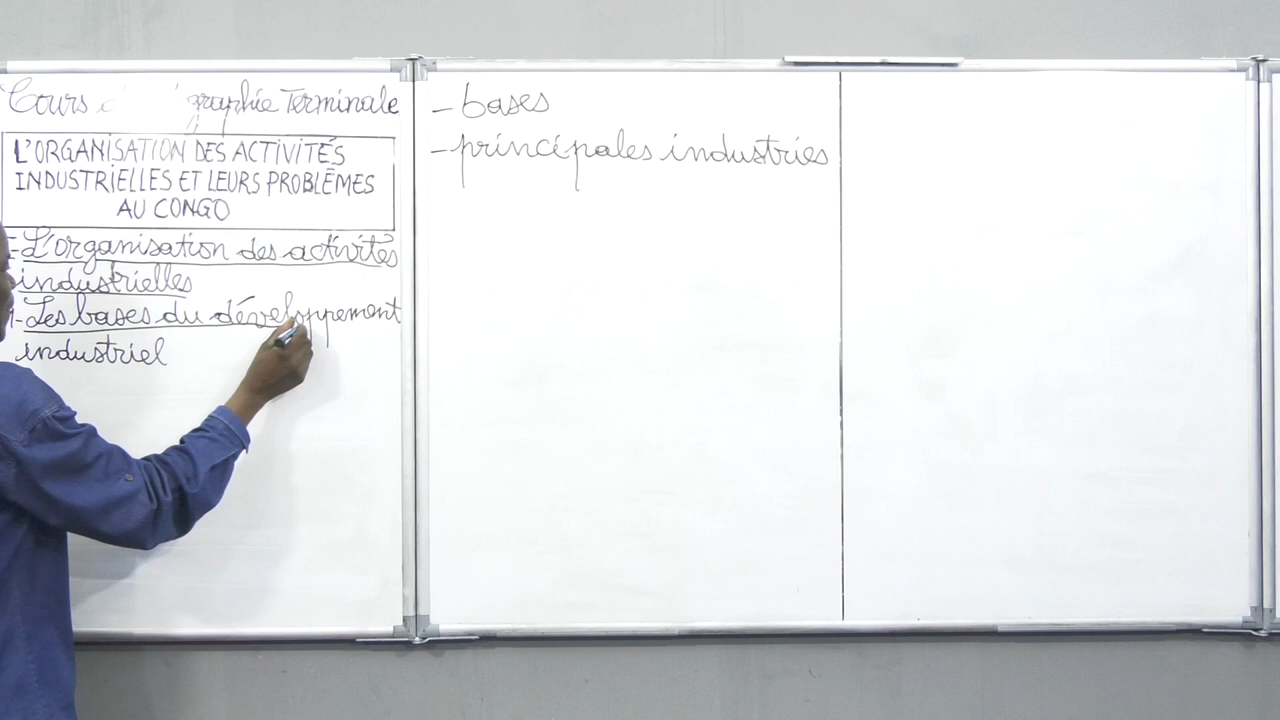 Cours graphie Terminale
L'ORGANISATION DES ACTIVITÉS
INDUSTRIELLES ET LEURS PROBLÈMES
AU CONGO
I-L'organisation des activités
industrielles
1-Les bases du développement
industriel
- bases
- principales industries